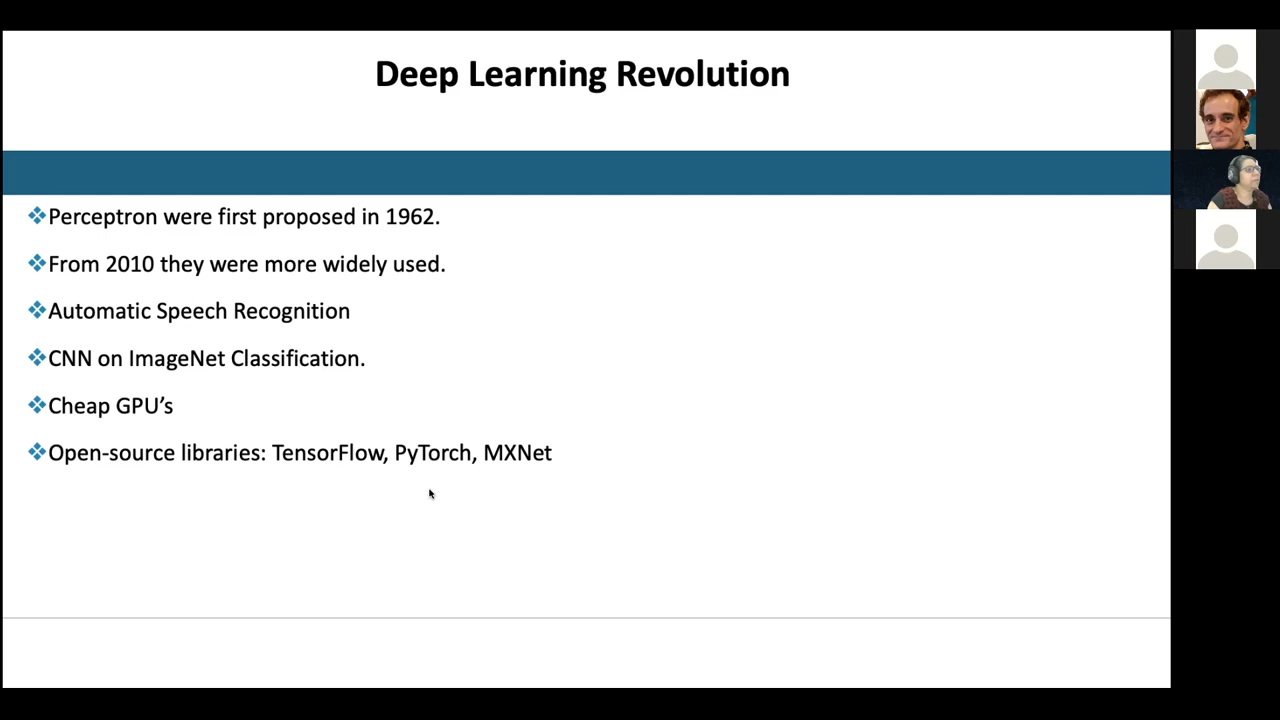 Deep Learning Revolution
Perceptron were first proposed in 1962.
From 2010 they were more widely used.
Automatic Speech Recognition
CNN on ImageNet Classification.
Cheap GPU’s
Open-source libraries: TensorFlow, PyTorch, MXNet